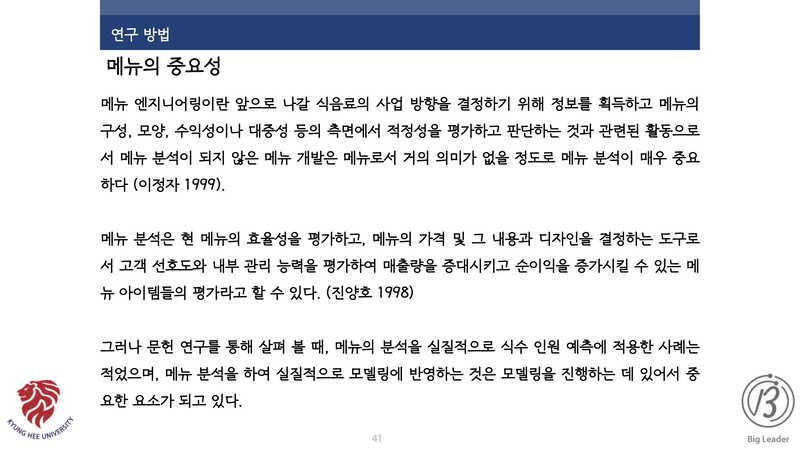 연구 방법
메뉴의 중요성
메뉴 엔지니어링이란 앞으로 나갈 식음료의 사업 방향을 결정하기 위해 정보를 획득하고 메뉴의
구성, 모양, 수익성이나 대중성 등의 측면에서 적정성을 평가하고 판단하는 것과 관련된 활동으로
서 메뉴 분석이 되지 않은 메뉴 개발은 메뉴로서 거의 의미가 없을 정도로 메뉴 분석이 매우 중요
하다 (이정자 1999).
메뉴 분석은 현 메뉴의 효율성을 평가하고, 메뉴의 가격 및 그 내용과 디자인을 결정하는 도구로
서 고객 선호도와 내부 관리 능력을 평가하여 매출량을 증대시키고 순이익을 증가시킬 수 있는 메
뉴 아이템들의 평가라고 할 수 있다. (진양호 1998)
그러나 문헌 연구를 통해 살펴 볼 때, 메뉴의 분석을 실질적으로 식수 인원 예측에 적용한 사례는
적었으며, 메뉴 분석을 하여 실질적으로 모델링에 반영하는 것은 모델링을 진행하는 데 있어서 중
요한 요소가 되고 있다.
KYUNG HEE UNIVERSITY
41
Big Leader